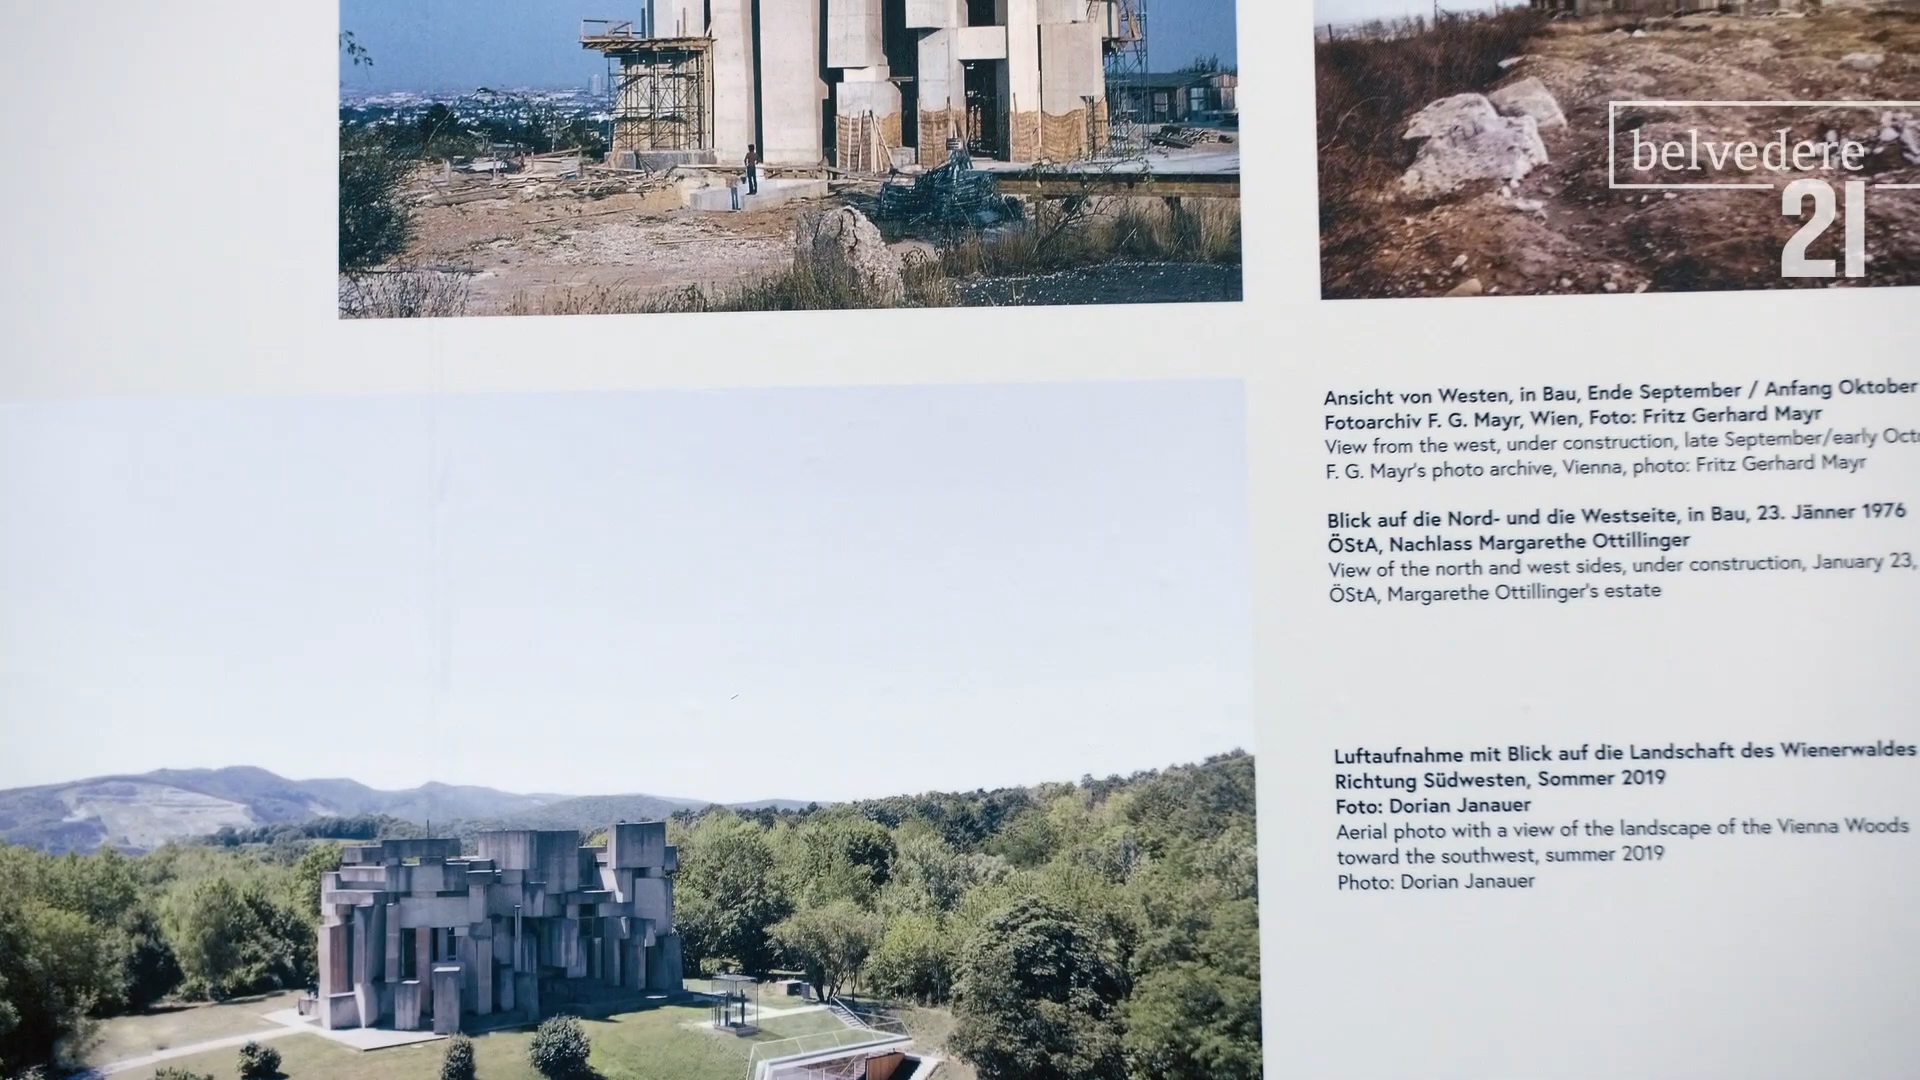 belvedere
21
Ansicht von Westen, in Bau, Ende September / Anfang Oktober
Fotoarchiv F. G. Mayr, Wien, Foto: Fritz Gerhard Mayr
View from the west, under construction, late September/early
F. G. Mayr's photo archive, Vienna, photo: Fritz Gerhard Mayr
Blick auf die Nord- und die Westseite, in Bau, 23. Jänner 1976
ÖStA, Nachlass Margarethe Ottillinger
View of the north and west sides, under construction, January 23,
ÖStA, Margarethe Ottillinger's estate
Luftaufnahme mit Blick auf die Landschaft des Wienerwaldes
Richtung Südwesten, Sommer 2019
Foto: Dorian Janauer
Aerial photo with a view of the landscape of the Vienna Woods
toward the southwest, summer 2019
Photo: Dorian Janauer